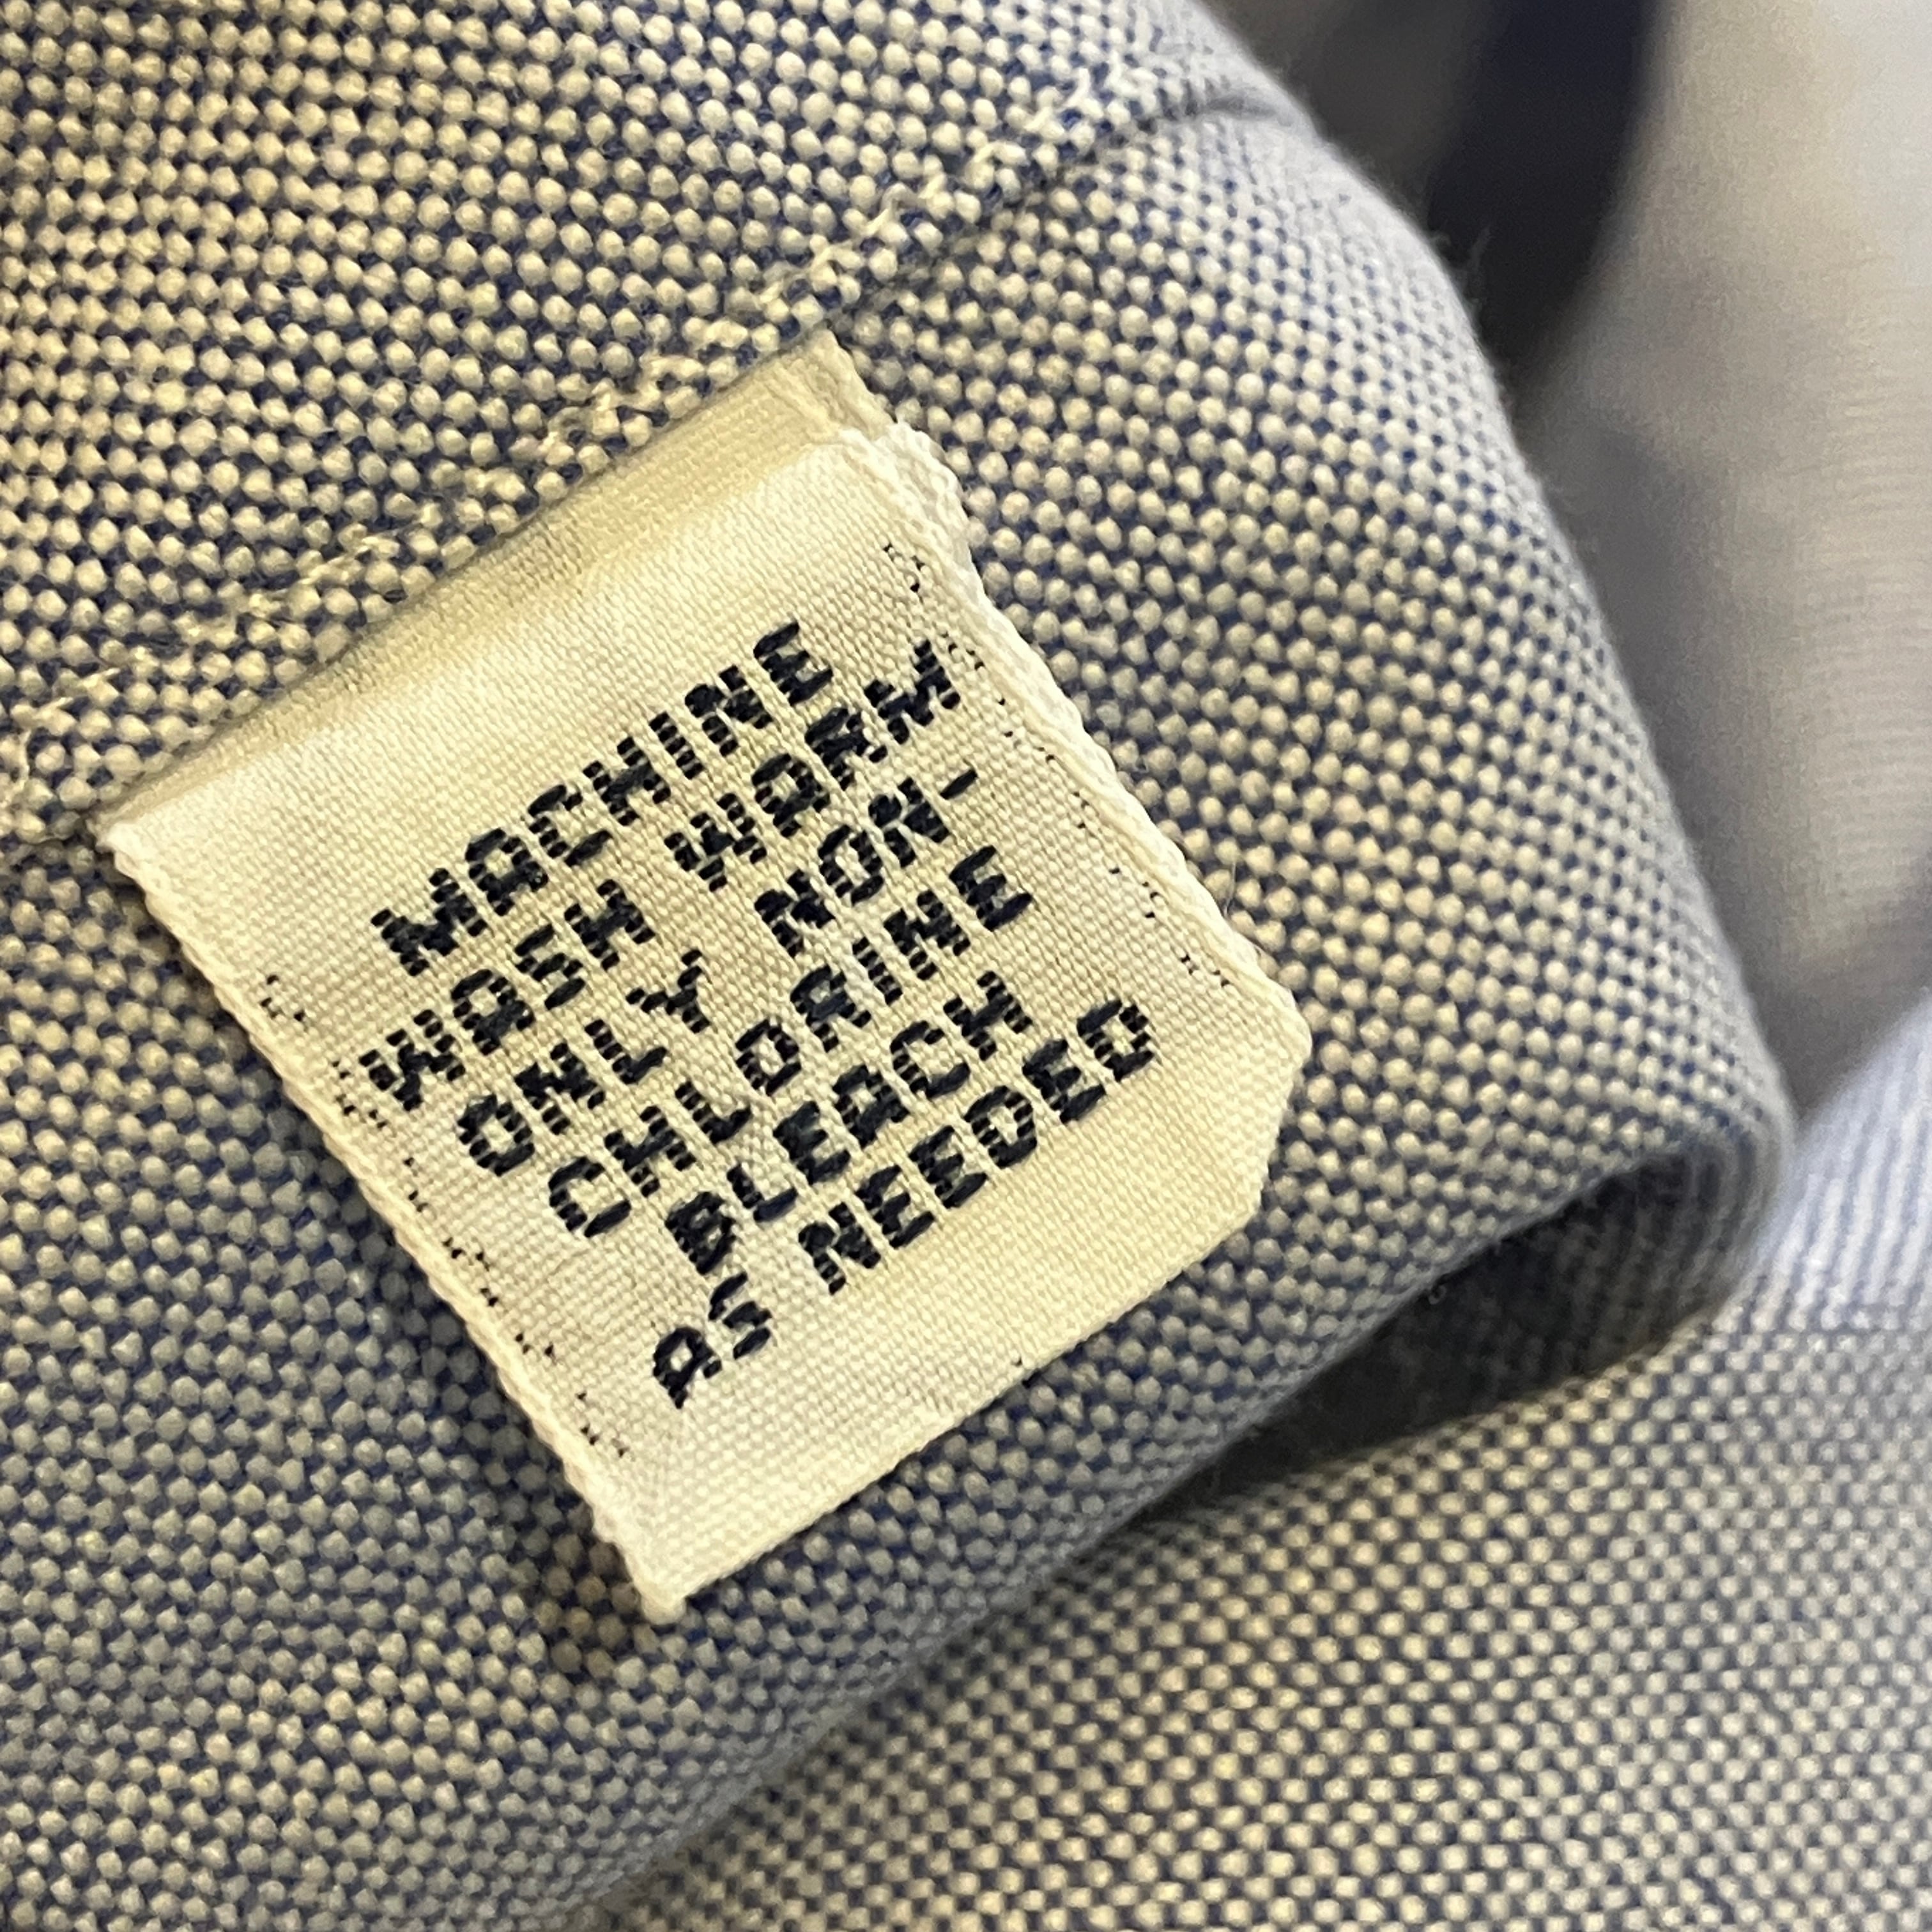 MACHINE
WASH WARM
ONLY NON-
CHLORINE
BLEACH
AS NEEDED